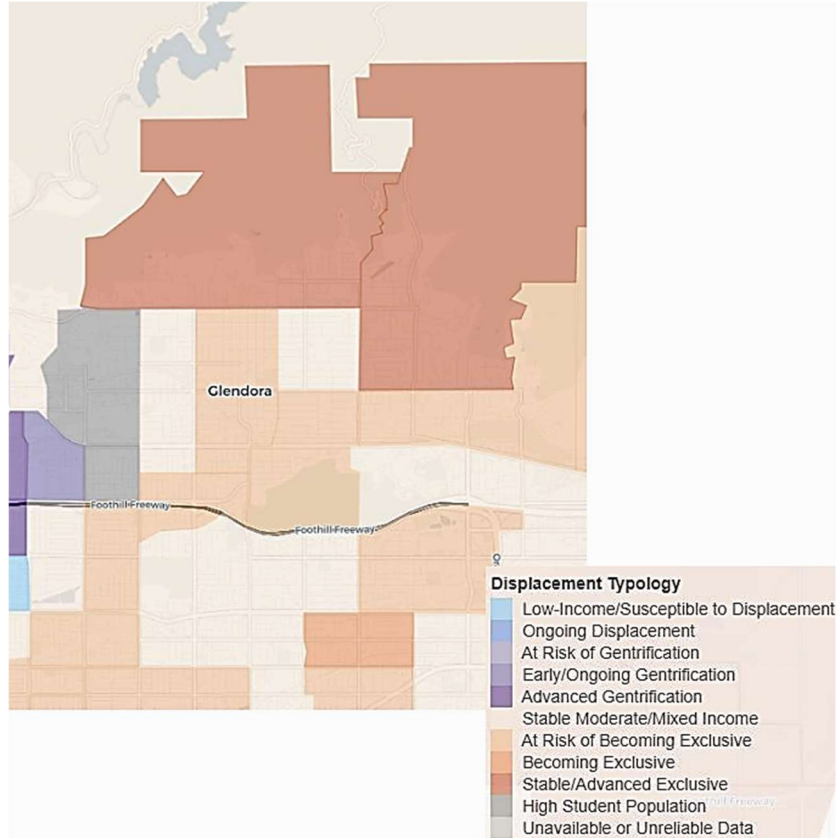 Glendora
Foothill Freeway
Foothill Freeway
Displacement Typology
Low-Income/Susceptible to Displacement
Ongoing Displacement
At Risk of Gentrification
Early/Ongoing Gentrification
Advanced Gentrification
Stable Moderate/Mixed Income
At Risk of Becoming Exclusive
Becoming Exclusive
Stable/Advanced Exclusive
High Student Population
Unavailable or Unreliable Data